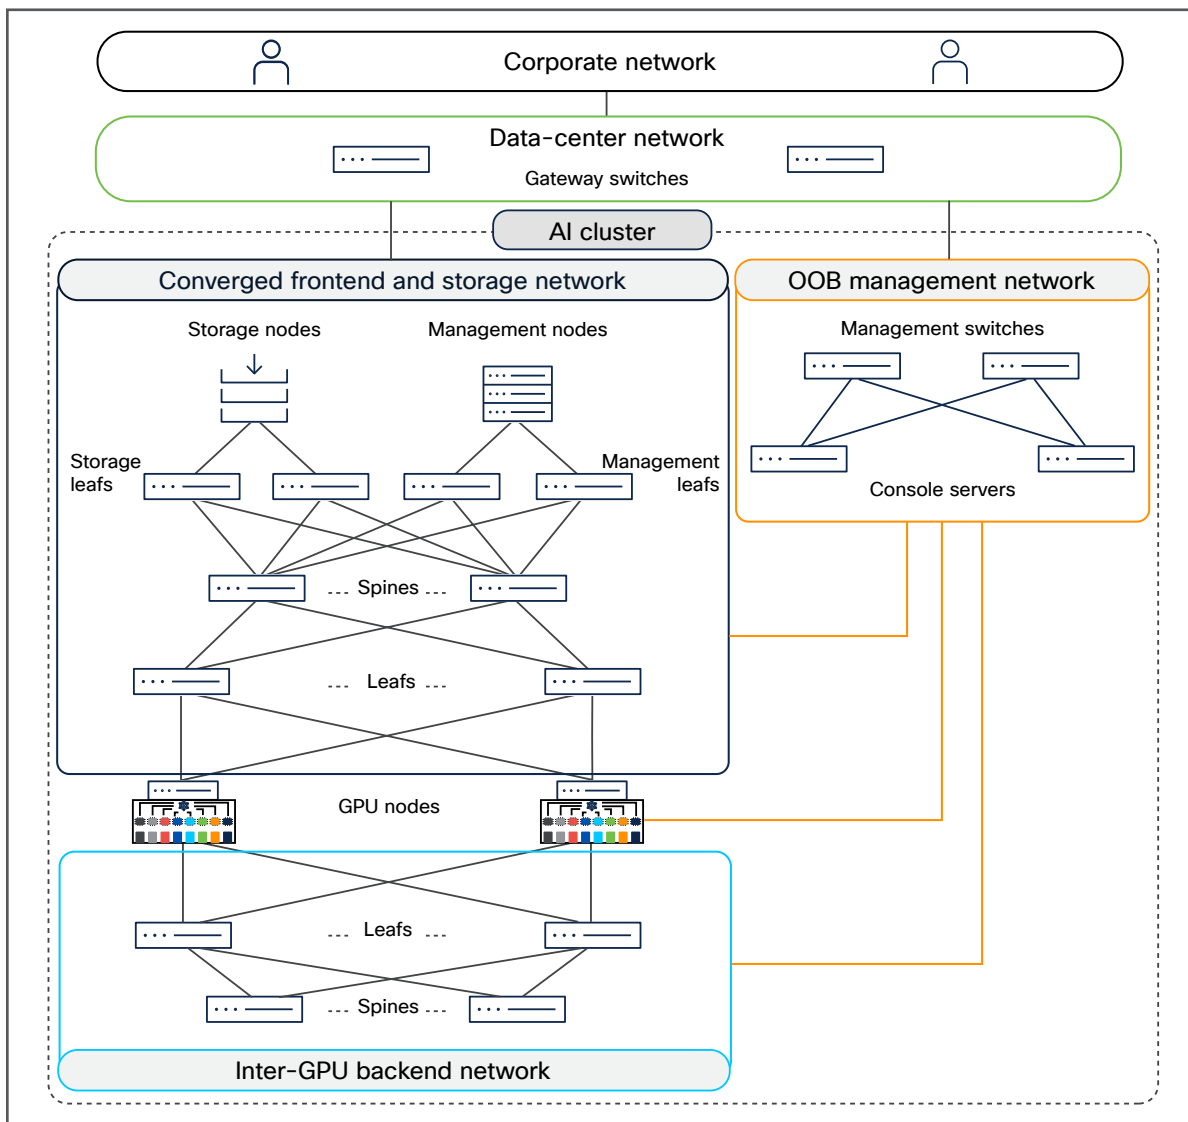 Corporate network
Data-center network
Gateway switches
AI cluster
Converged frontend and storage network
OOB management network
Storage nodes
Management nodes
Management switches
Storage
leafs
Management
leafs
Console servers
... Spines ...
... Leafs ...
GPU nodes
... Leafs ...
... Spines ...
Inter-GPU backend network